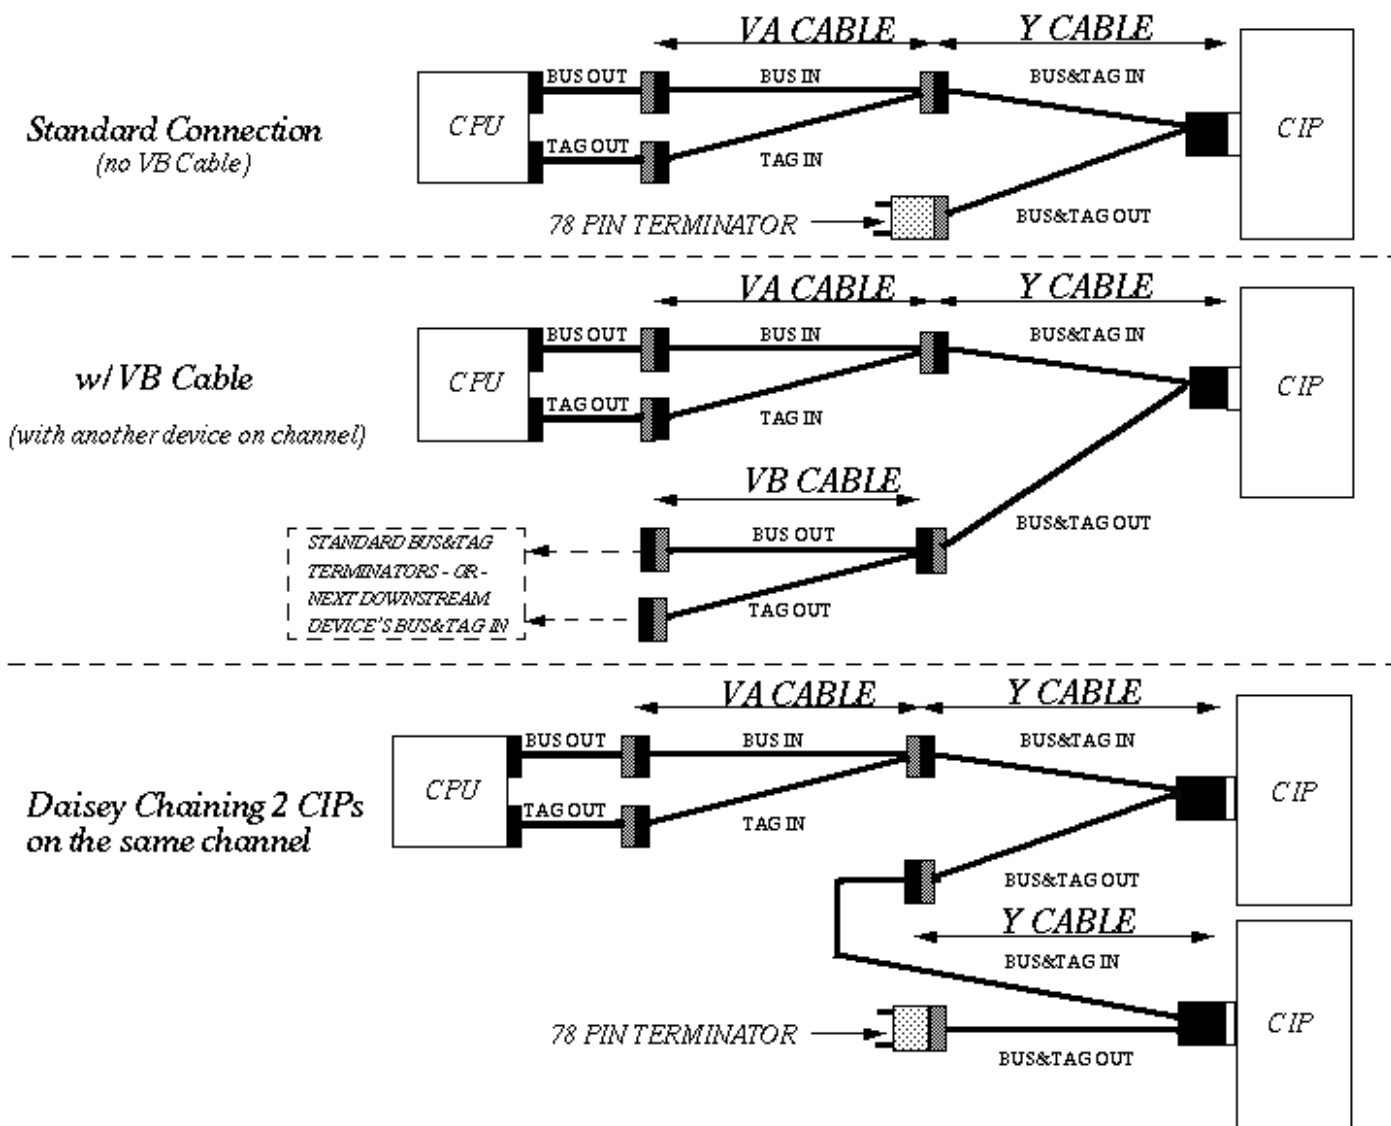 VA CABLE
Y CABLE
BUS OUT
BUS IN
BUS&TAG IN
CPU
CIP
Standard Connection
(no VB Cable)
TAG OUT
TAG IN
78 PIN TERMINATOR
BUS&TAG OUT
VA CABLE
Y CABLE
BUS OUT
BUS IN
BUS&TAG IN
w/ VB Cable
CPU
CIP
TAG OUT
TAG IN
(with another device on channel)
VB CABLE
BUS&TAG OUT
BUS OUT
STANDARD BUS&TAG
TERMINATORS - OR -
NEXT DOWNSTREAM
DEVICE'S BUS&TAG IN
TAG OUT
VA CABLE
Y CABLE
BUS OUT
BUS IN
BUS&TAG IN
CPU
CIP
Daisey Chaining 2 CIPs
on the same channel
TAG OUT
TAG IN
BUS&TAG OUT
Y CABLE
BUS&TAG IN
78 PIN TERMINATOR
CIP
BUS&TAG OUT